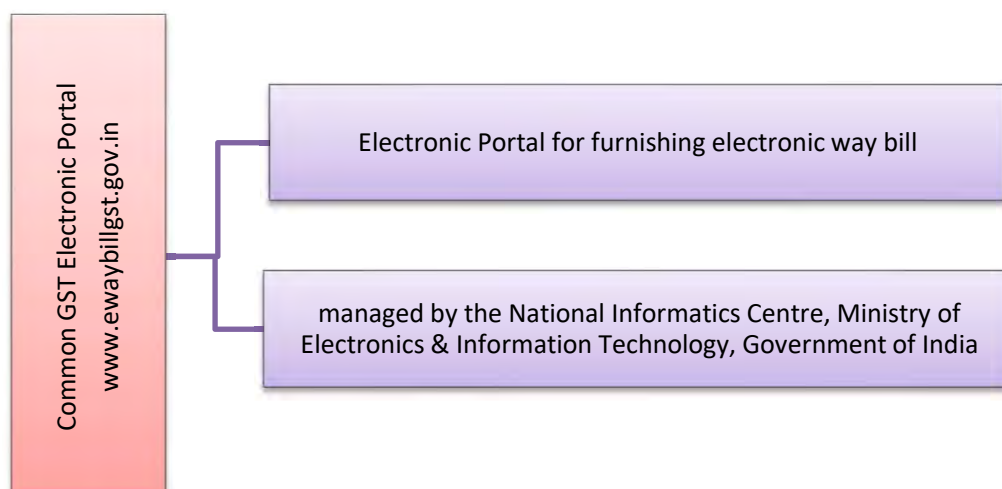 Common GST Electronic Portal
www.ewaybillgst.gov.in
Electronic Portal for furnishing electronic way bill
managed by the National Informatics Centre, Ministry of
Electronics & Information Technology, Government of India